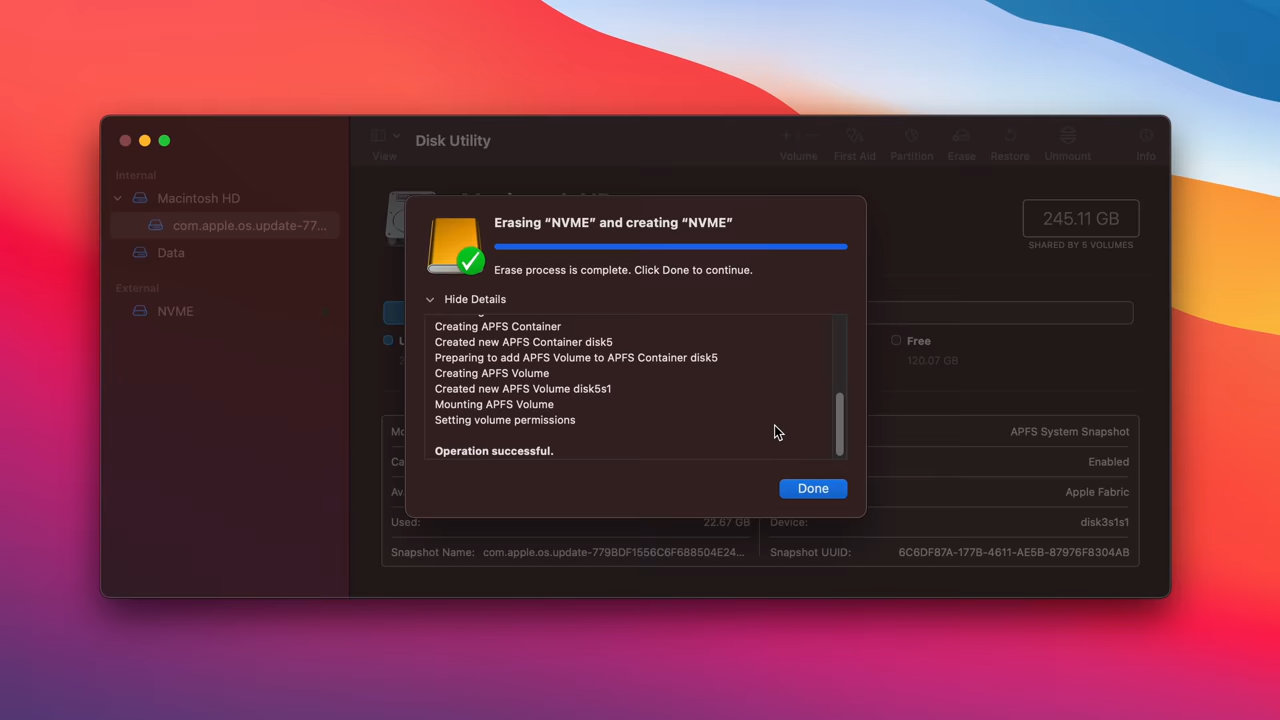 Disk Utility
View
Volume
First Aid
Partition
Erase
Restore
Unmount
Info
Internal
Macintosh HD
com.apple.os.update-77...
Data
External
NVME
245.11 GB
SHARED BY 5 VOLUMES
Erasing “NVME” and creating “NVME”
Erase process is complete. Click Done to continue.
Hide Details
Creating APFS Container
Created new APFS Container disk5
Preparing to add APFS Volume to APFS Container disk5
Creating APFS Volume
Created new APFS Volume disk5s1
Mounting APFS Volume
Setting volume permissions
Operation successful.
Done
Free
120.07 GB
APFS System Snapshot
Enabled
Apple Fabric
Used:
22.67 GB
Device:
disk3s1s1
Snapshot Name:
com.apple.os.update-779BDF1556C6F688504E24...
Snapshot UUID:
6C6DF87A-177B-4611-AE5B-87976F8304AB